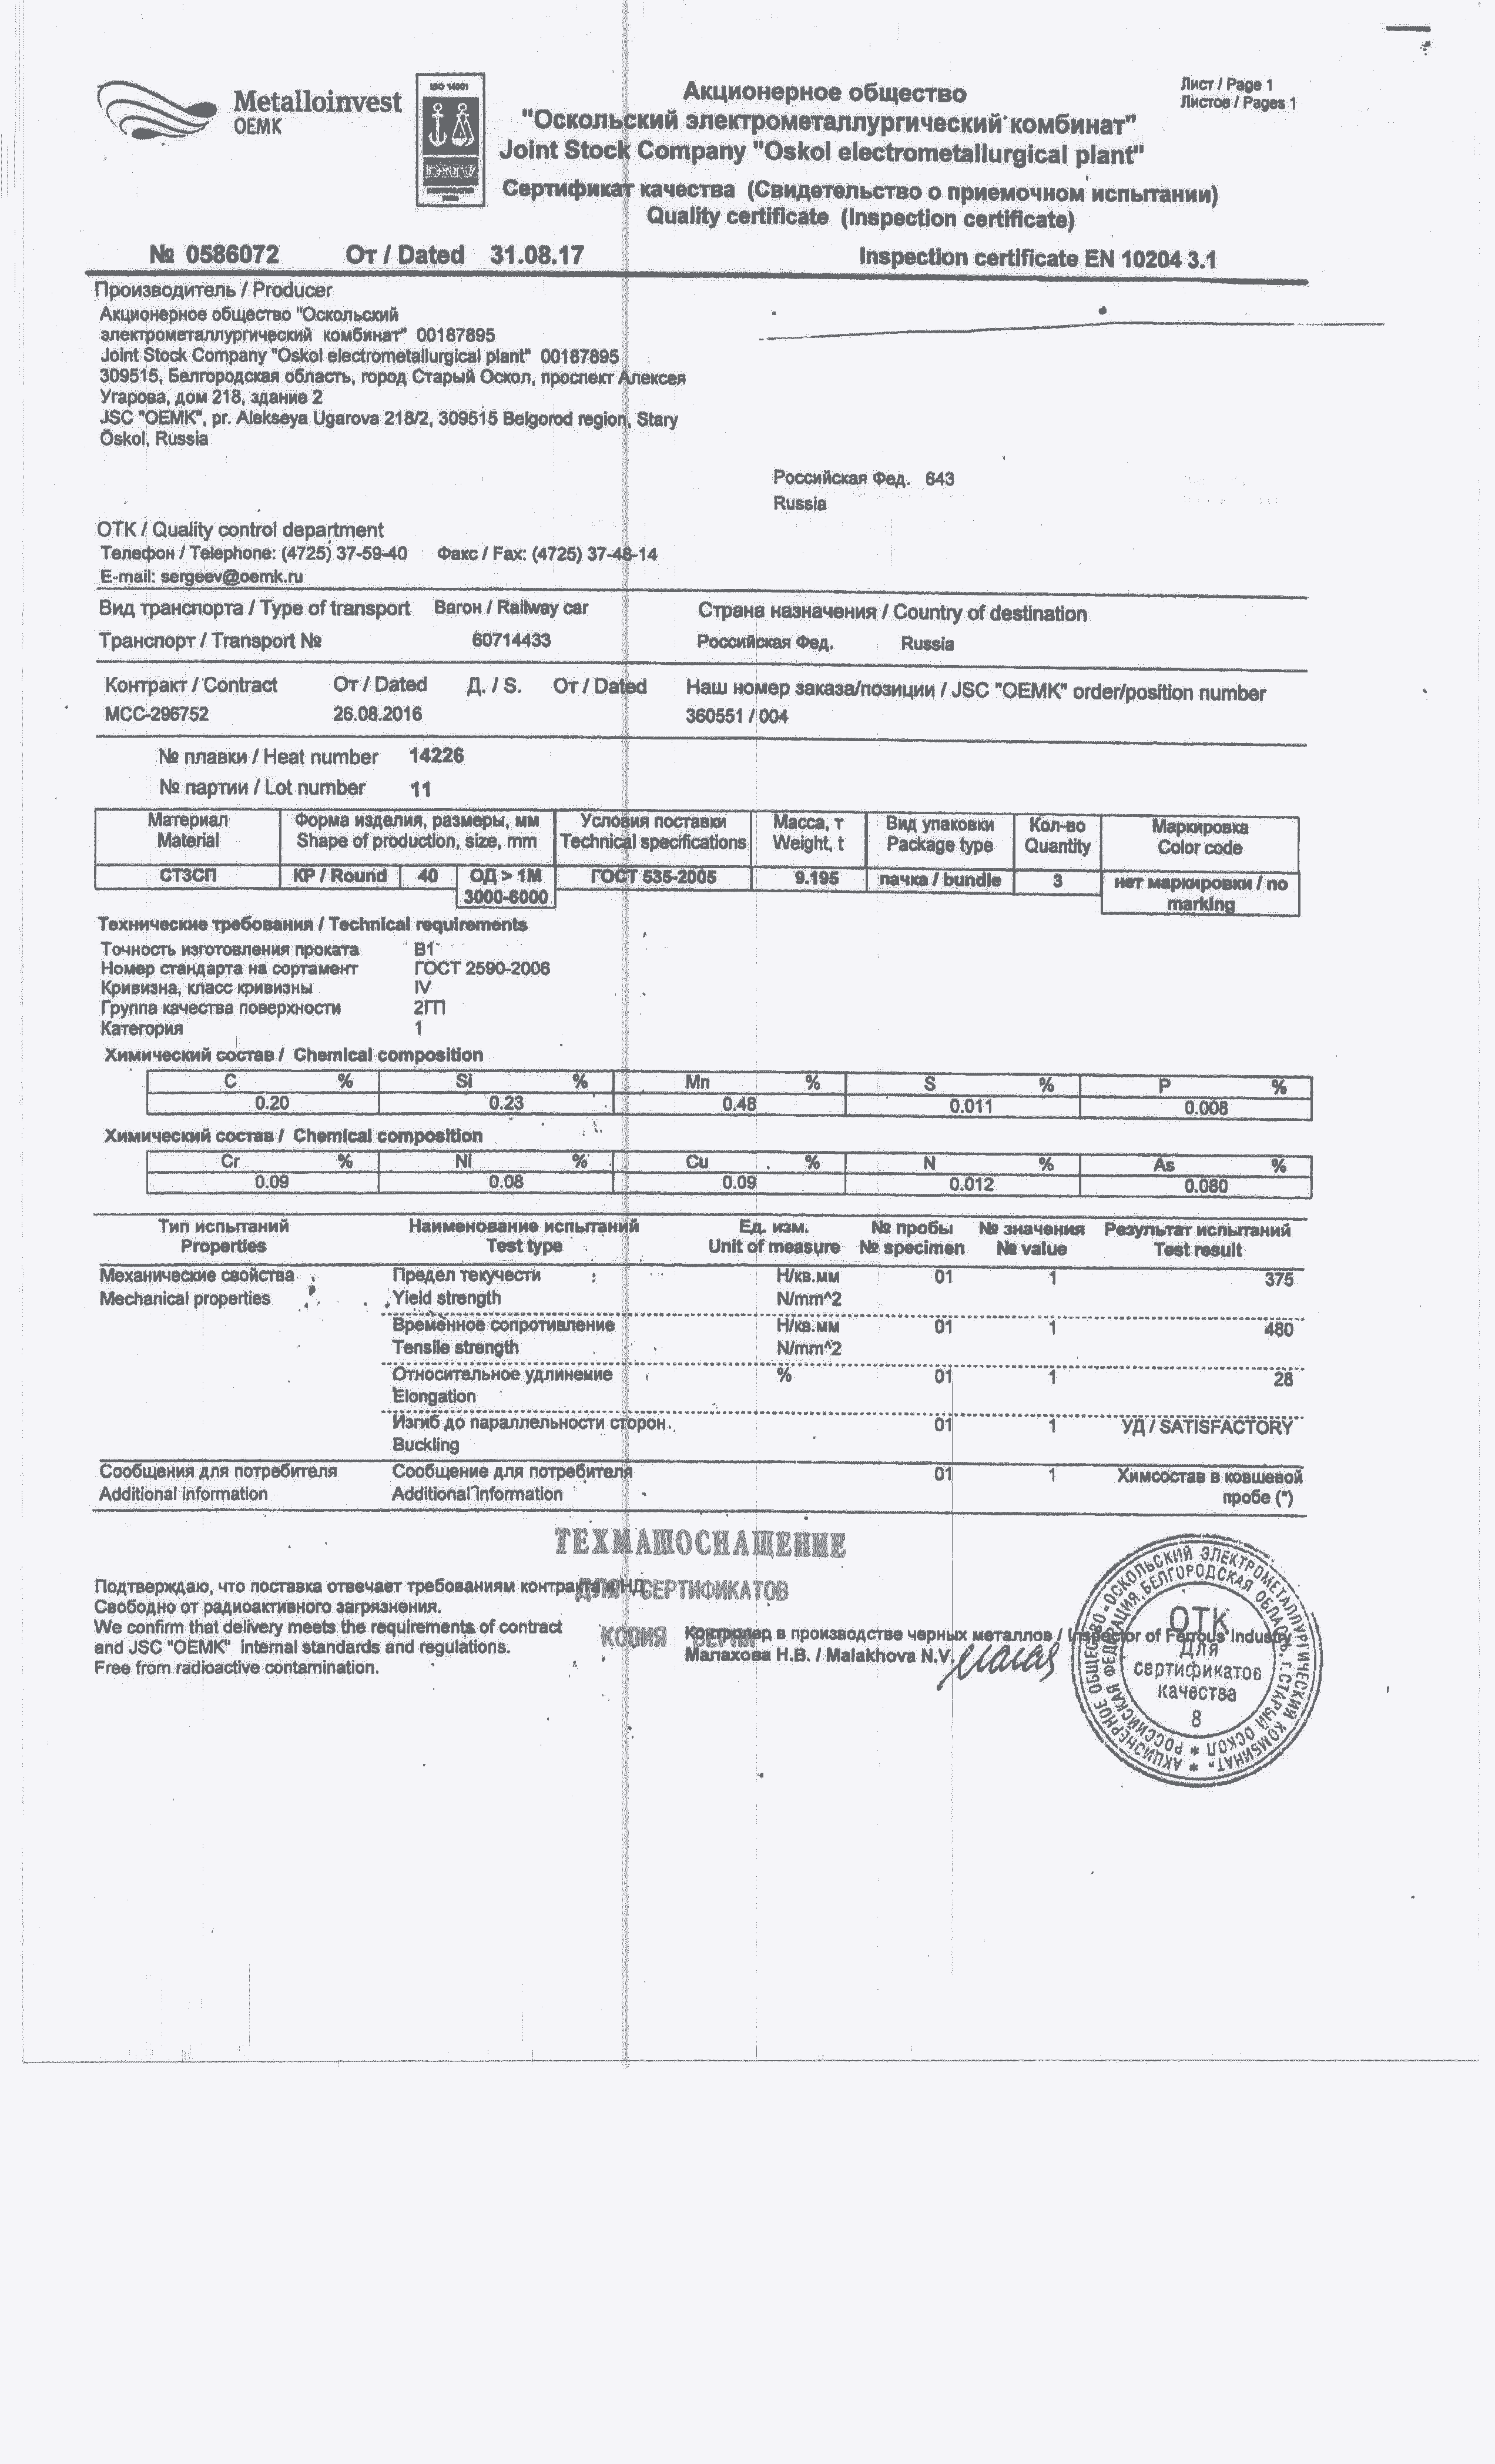 Metalloinvest
OEMK
ISO 14001
Акционерное общество
"Оскольский электрометаллургический комбинат"
Joint Stock Company "Oskol electrometallurgical plant"
Сертификат качества (Свидетельство о приемочном испытании)
Quality certificate (Inspection certificate)
Лист / Page 1
Листов / Pages 1
№ 0586072 От / Dated 31.08.17 Inspection certificate EN 10204 3.1
Производитель / Producer
Акционерное общество "Оскольский
электрометаллургический комбинат" 00187895
Joint Stock Company "Oskol electrometallurgical plant" 00187895
309515, Белгородская область, город Старый Оскол, проспект Алексея
Угарова, дом 218, здание 2
JSC "OEMK", pr. Alekseya Ugarova 218/2, 309515 Belgorod region, Stary
Oskol, Russia
Российская Фед. 643
Russia
ОТК / Quality control department
Телефон / Telephone: (4725) 37-59-40 Факс / Fax: (4725) 37-48-14
E-mail: sergeev@oemk.ru
Вид транспорта / Type of transport Вагон / Railway car Страна назначения / Country of destination
Транспорт / Transport № 60714433 Российская Фед. Russia
Контракт / Contract От / Dated Д. / S. От / Dated Наш номер заказа/позиции / JSC "OEMK" order/position number
МСС-296752 26.08.2016 360551 / 004
№ плавки / Heat number 14226
№ партии / Lot number 11
Материал Форма изделия, размеры, мм Условия поставки Масса, т Вид упаковки Кол-во Маркировка
Material Shape of production, size, mm Technical specifications Weight, t Package type Quantity Color code
СТ3СП КР / Round 40 ОД > 1М ГОСТ 535-2005 9.195 пачка / bundle 3 нет маркировки / no
3000-6000 marking
Технические требования / Technical requirements
Точность изготовления проката В1
Номер стандарта на сортамент ГОСТ 2590-2006
Кривизна, класс кривизны IV
Группа качества поверхности 2ГП
Категория 1
Химический состав / Chemical composition
C % Si % Mn % S % P %
0.20 0.23 0.48 0.011 0.008
Химический состав / Chemical composition
Cr % Ni % Cu % N % As %
0.09 0.08 0.09 0.012 0.080
Тип испытаний Наименование испытаний Ед. изм. № пробы № значения Результат испытаний
Properties Test type Unit of measure № specimen № value Test result
Механические свойства Предел текучести Н/кв.мм 01 1 375
Mechanical properties Yield strength N/mm^2
Временное сопротивление Н/кв.мм 01 1 480
Tensile strength N/mm^2
Относительное удлинение % 01 1 28
Elongation
Изгиб до параллельности сторон. 01 1 УД / SATISFACTORY
Buckling
Сообщения для потребителя Сообщение для потребителя 01 1 Химсостав в ковшевой
Additional information Additional information пробе (*)
ТЕХМАШОСНАЩЕНИЕ
ДЛЯ СЕРТИФИКАТОВ
КОПИЯ ВЕРНА
Подтверждаю, что поставка отвечает требованиям контракта и НД.
Свободно от радиоактивного загрязнения.
We confirm that delivery meets the requirements of contract
and JSC "OEMK" internal standards and regulations.
Free from radioactive contamination.
Контролер в производстве черных металлов / Inspector of Ferrous Industry
Малахова Н.В. / Malakhova N.V.
АКЦИОНЕРНОЕ ОБЩЕСТВО "ОСКОЛЬСКИЙ ЭЛЕКТРОМЕТАЛЛУРГИЧЕСКИЙ КОМБИНАТ"
РОССИЙСКАЯ ФЕДЕРАЦИЯ, БЕЛГОРОДСКАЯ ОБЛАСТЬ, Г. СТАРЫЙ ОСКОЛ
ОТК
для
сертификатов
качества
8